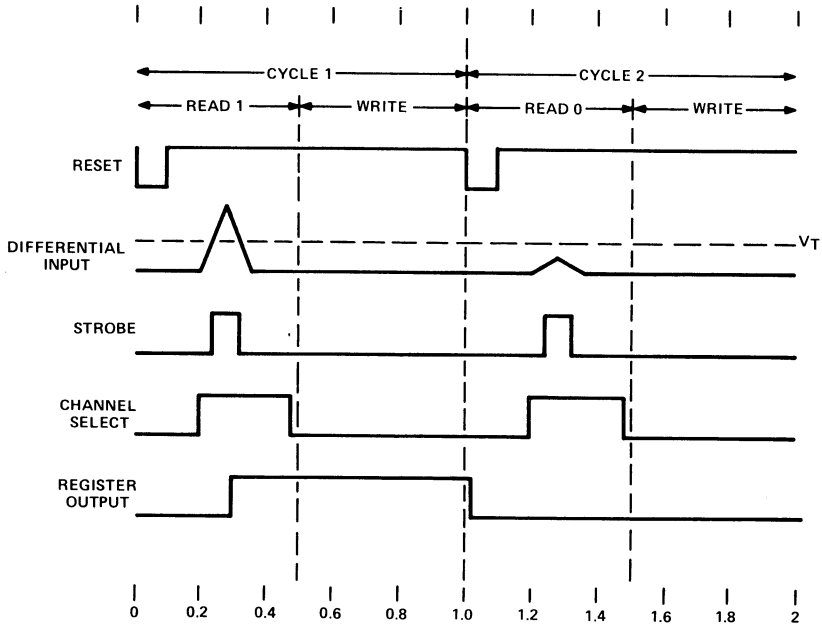 CYCLE 1
CYCLE 2
READ 1
WRITE
READ 0
WRITE
RESET
DIFFERENTIAL
INPUT
VT
STROBE
CHANNEL
SELECT
REGISTER
OUTPUT
0 0.2 0.4 0.6 0.8 1.0 1.2 1.4 1.6 1.8 2